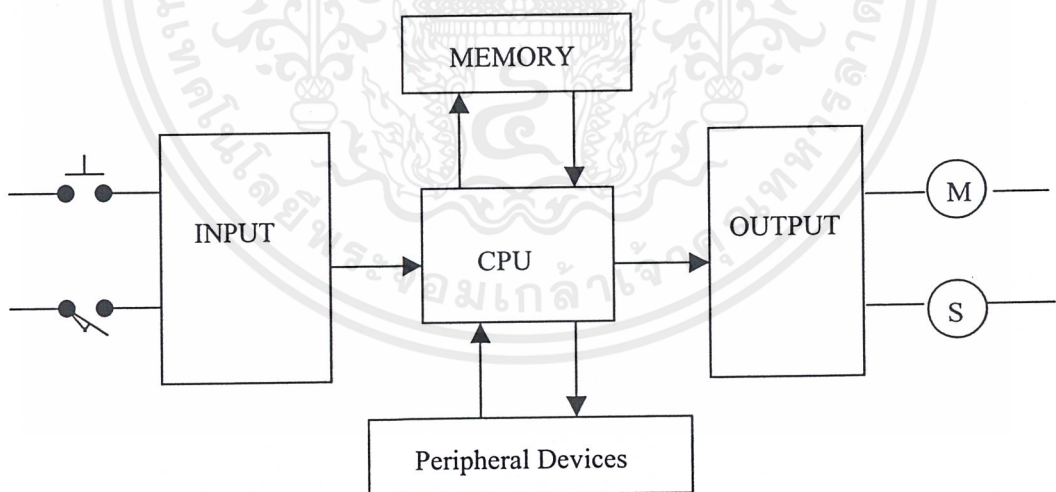 MEMORY
INPUT
CPU
OUTPUT
M
S
Peripheral Devices